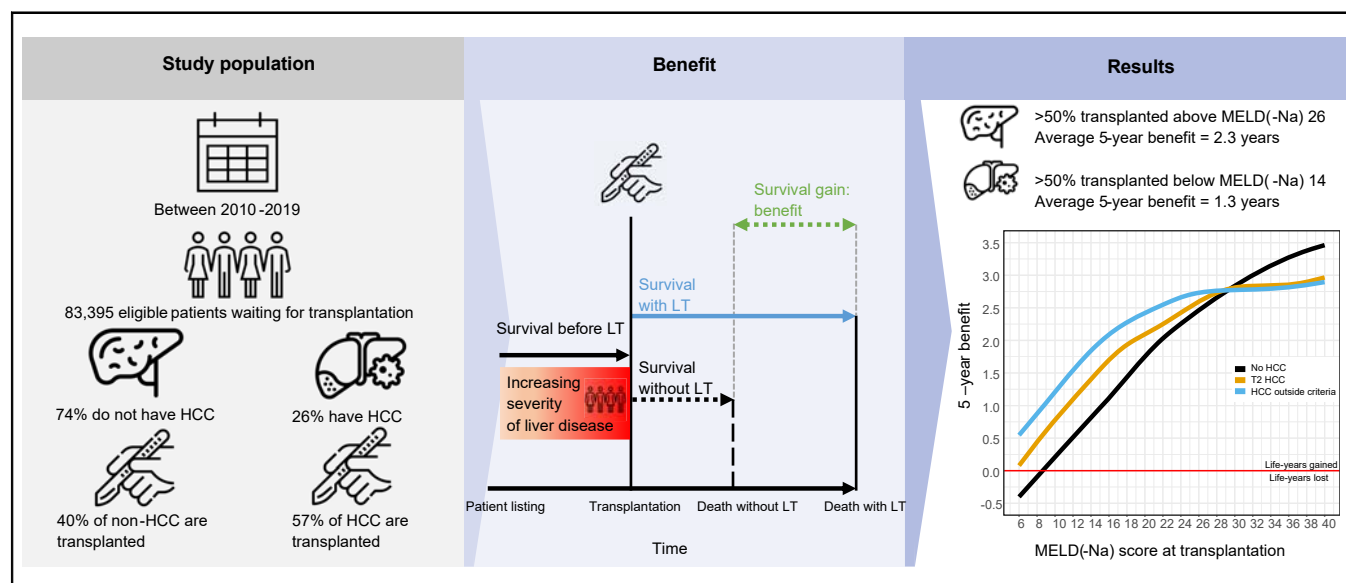 Study population
Between 2010-2019
83,395 eligible patients waiting for transplantation
74% do not have HCC
26% have HCC
40% of non-HCC are
transplanted
57% of HCC are
transplanted
Benefit
Survival gain:
benefit
Survival
with LT
Survival before LT
Increasing
severity
of liver disease
Survival
without LT
Patient listing
Transplantation
Death without LT
Death with LT
Time
Results
>50% transplanted above MELD(-Na) 26
Average 5-year benefit = 2.3 years
>50% transplanted below MELD(-Na) 14
Average 5-year benefit = 1.3 years
5-year benefit
3.5
3.0
2.5
2.0
1.5
1.0
0.5
0.0
-0.5
No HCC
T2 HCC
HCC outside criteria
Life-years gained
Life-years lost
6 8 10 12 14 16 18 20 22 24 26 28 30 32 34 36 38 40
MELD(-Na) score at transplantation